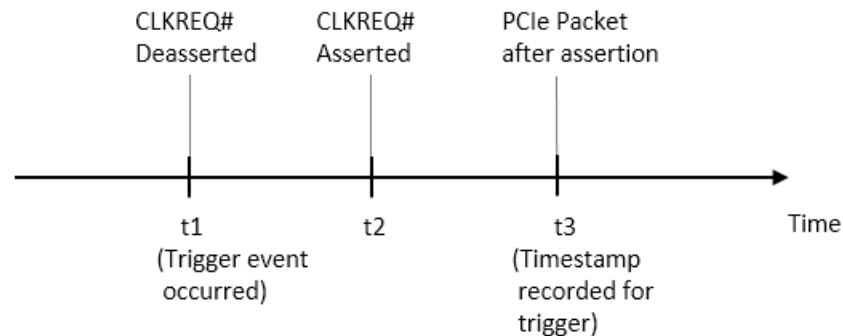 CLKREQ#
Deasserted
CLKREQ#
Asserted
PCIe Packet
after assertion
t1
(Trigger event
occurred)
t2
t3
(Timestamp
recorded for
trigger)
Time